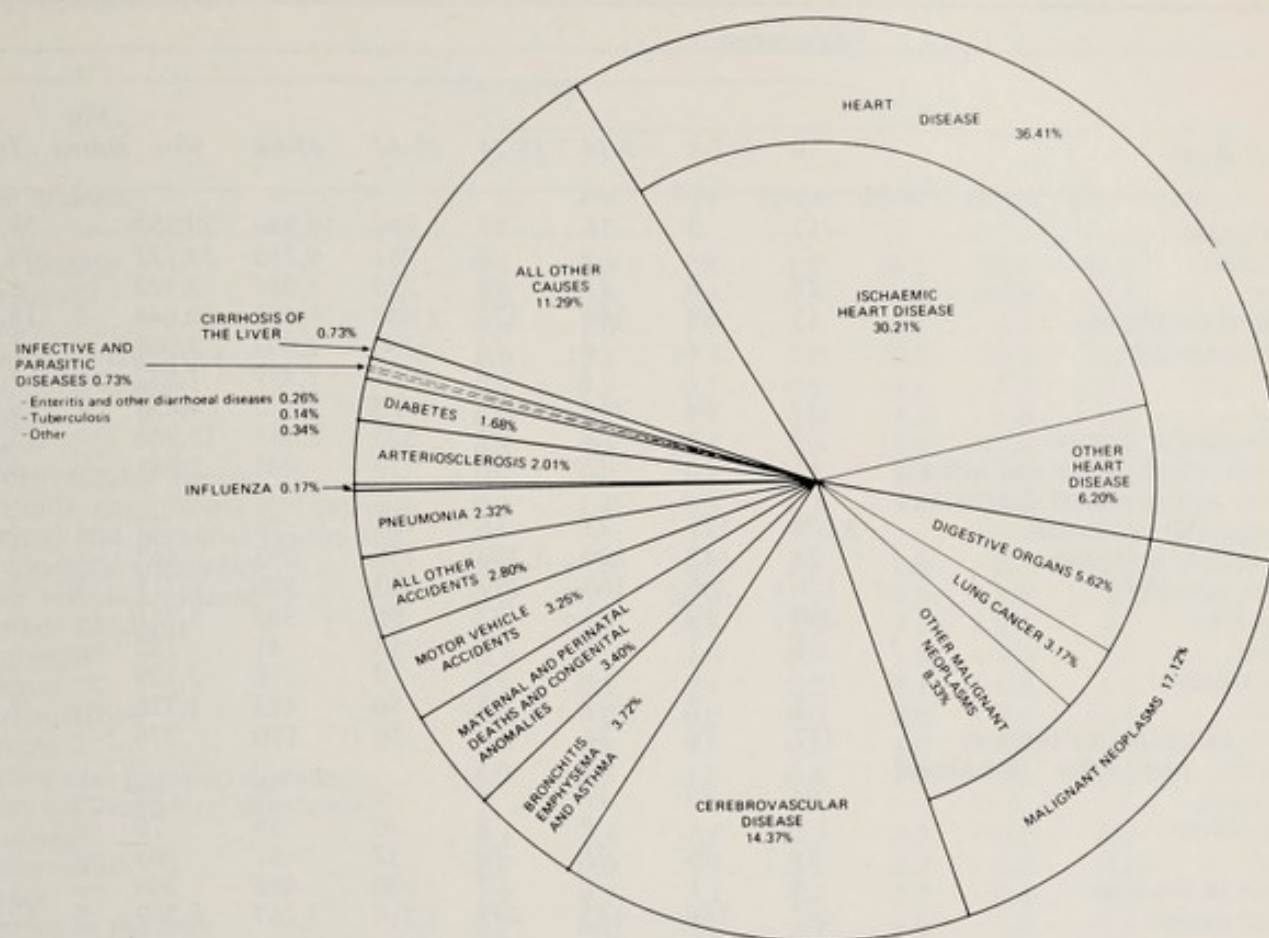 HEART
DISEASE 36.41%
ISCHAEMIC
HEART DISEASE
30.21%
OTHER
HEART
DISEASE
6.20%
DIGESTIVE ORGANS 5.62%
LUNG CANCER 3.17%
OTHER MALIGNANT
NEOPLASMS
8.33%
MALIGNANT NEOPLASMS 17.12%
CEREBROVASCULAR
DISEASE
14.37%
BRONCHITIS 3.72%
EMPHYSEMA
AND ASTHMA
MATERNAL AND PERINATAL
DEATHS AND CONGENITAL
ANOMALIES 3.40%
MOTOR VEHICLE 3.25%
ACCIDENTS
ALL OTHER
ACCIDENTS 2.80%
PNEUMONIA 2.32%
INFLUENZA 0.17%
ARTERIOSCLEROSIS 2.01%
DIABETES 1.68%
INFECTIVE AND
PARASITIC
DISEASES 0.73%
- Enteritis and other diarrhoeal diseases 0.26%
- Tuberculosis 0.14%
- Other 0.34%
CIRRHOSIS OF
THE LIVER 0.73%
ALL OTHER
CAUSES
11.29%